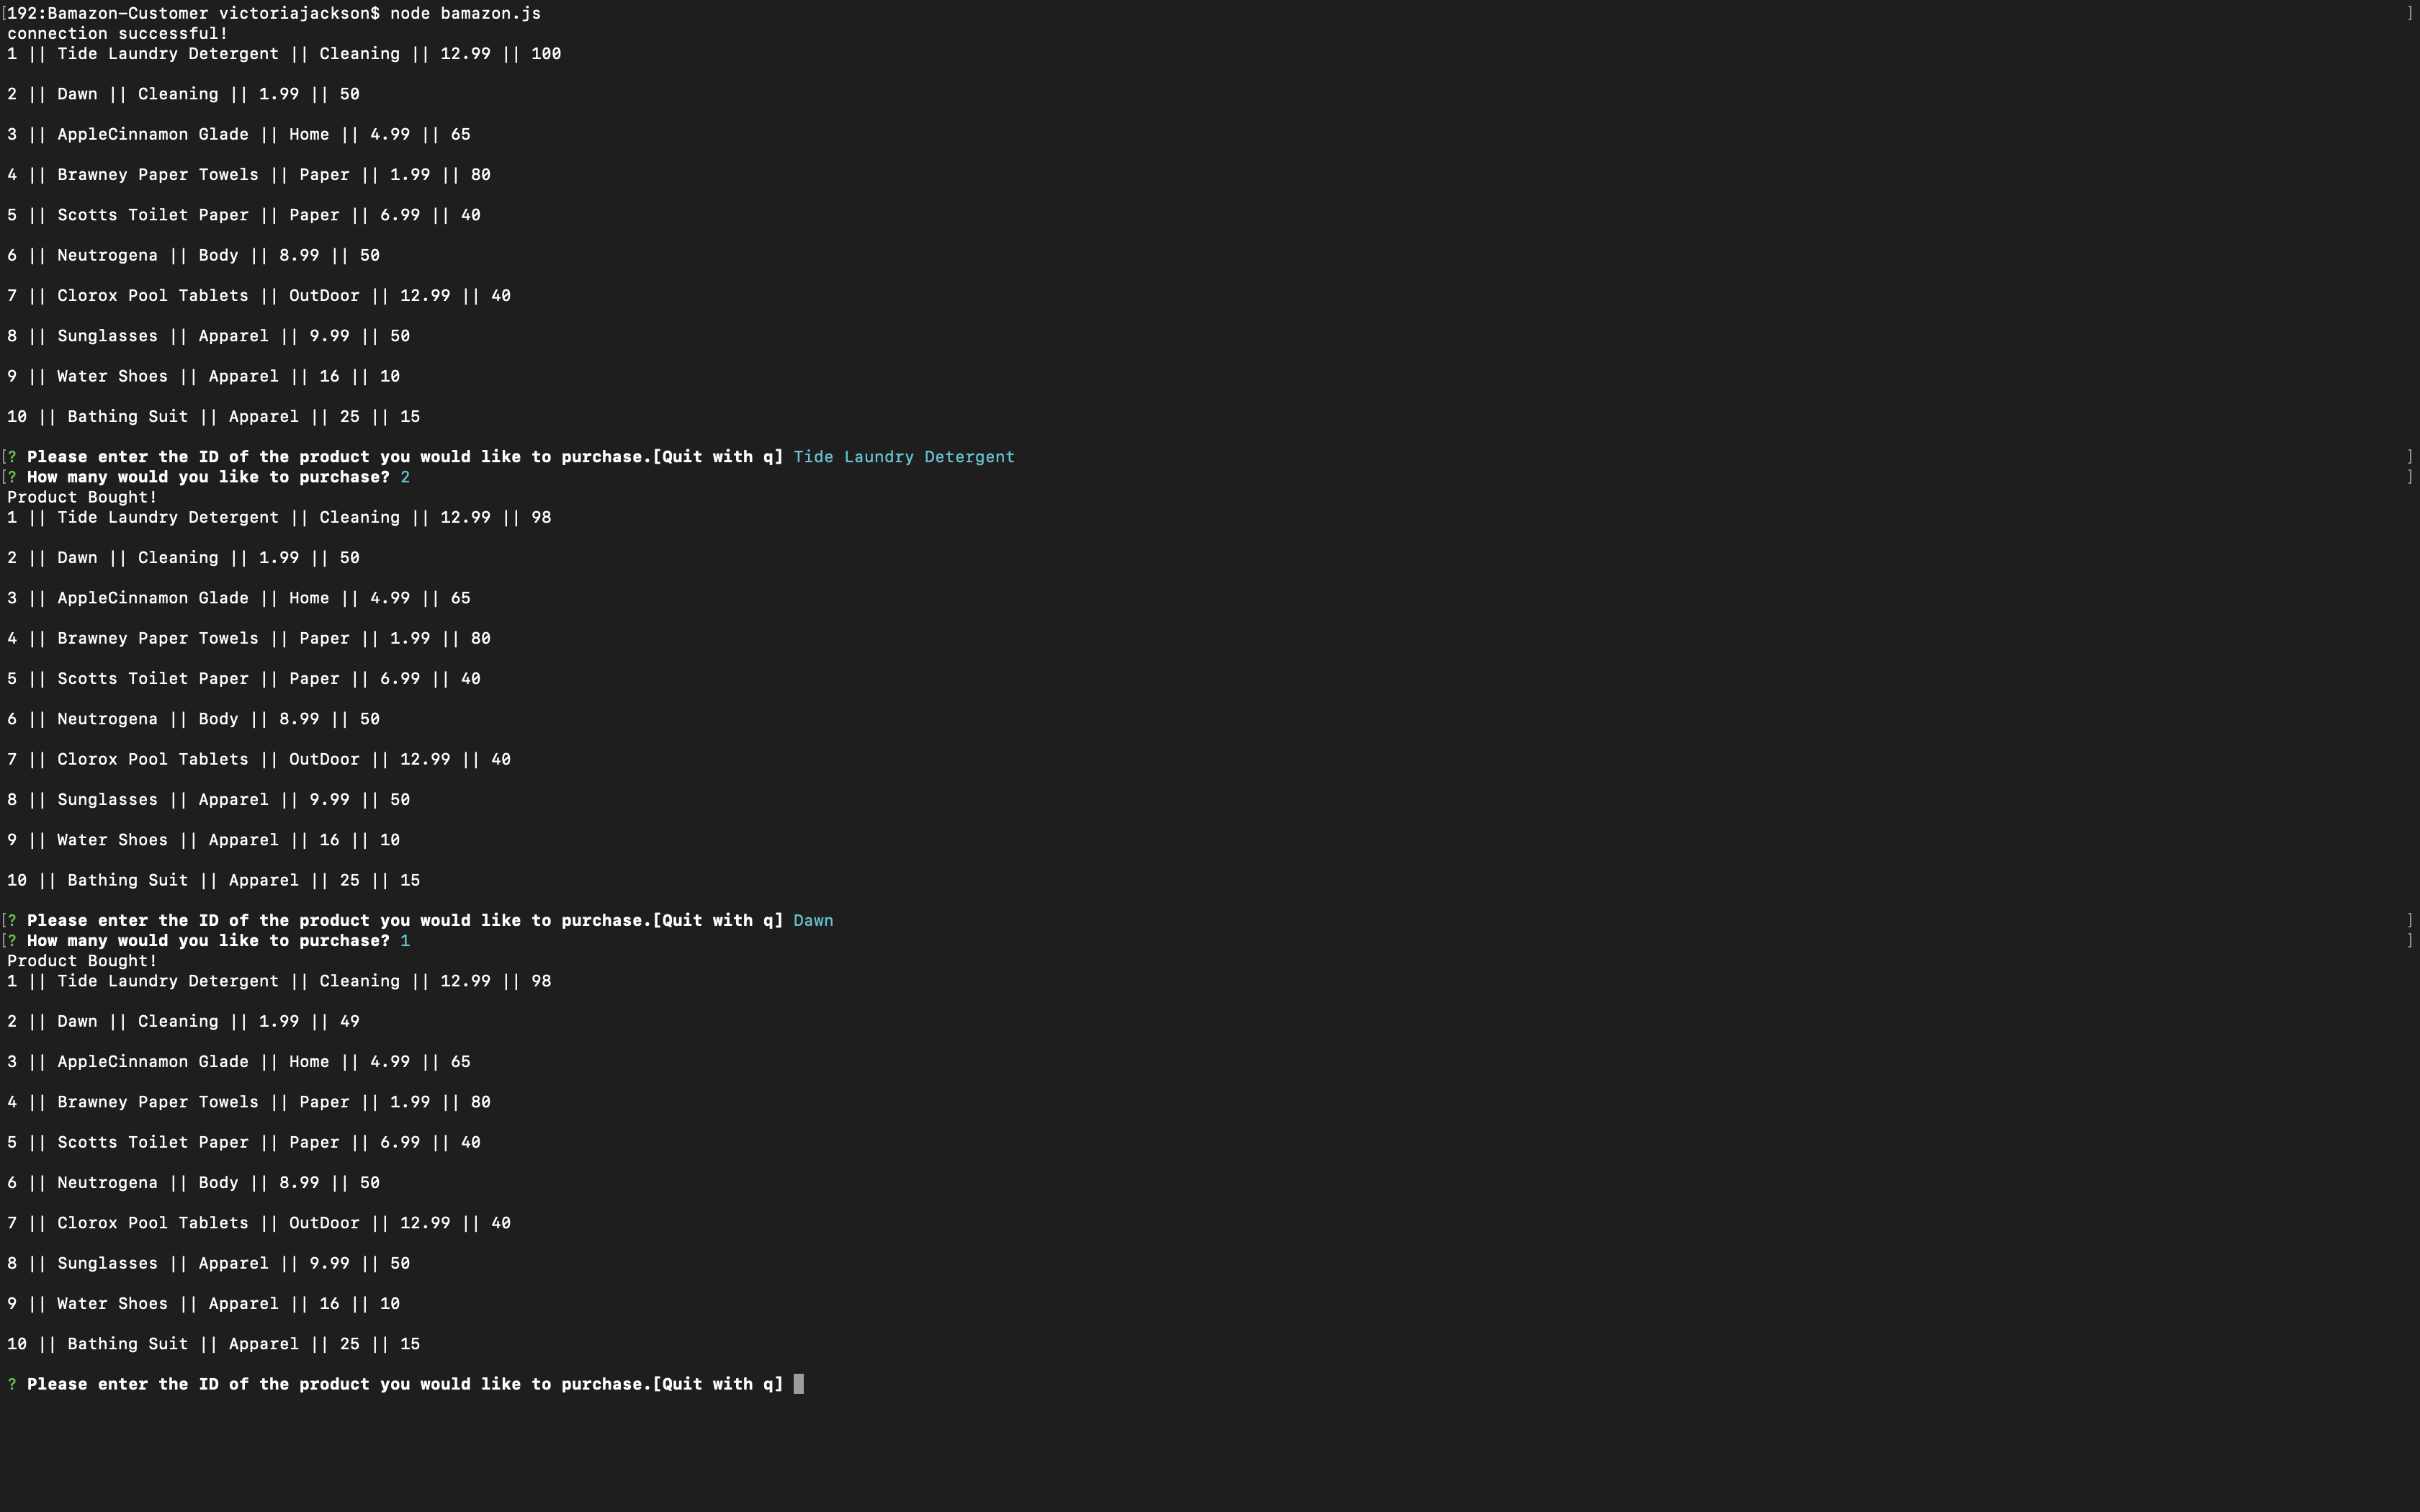 [192:Bamazon-Customer victoriajackson$ node bamazon.js ]
connection successful!
1 || Tide Laundry Detergent || Cleaning || 12.99 || 100
2 || Dawn || Cleaning || 1.99 || 50
3 || AppleCinnamon Glade || Home || 4.99 || 65
4 || Brawney Paper Towels || Paper || 1.99 || 80
5 || Scotts Toilet Paper || Paper || 6.99 || 40
6 || Neutrogena || Body || 8.99 || 50
7 || Clorox Pool Tablets || OutDoor || 12.99 || 40
8 || Sunglasses || Apparel || 9.99 || 50
9 || Water Shoes || Apparel || 16 || 10
10 || Bathing Suit || Apparel || 25 || 15
[? Please enter the ID of the product you would like to purchase.[Quit with q] Tide Laundry Detergent ]
[? How many would you like to purchase? 2 ]
Product Bought!
1 || Tide Laundry Detergent || Cleaning || 12.99 || 98
2 || Dawn || Cleaning || 1.99 || 50
3 || AppleCinnamon Glade || Home || 4.99 || 65
4 || Brawney Paper Towels || Paper || 1.99 || 80
5 || Scotts Toilet Paper || Paper || 6.99 || 40
6 || Neutrogena || Body || 8.99 || 50
7 || Clorox Pool Tablets || OutDoor || 12.99 || 40
8 || Sunglasses || Apparel || 9.99 || 50
9 || Water Shoes || Apparel || 16 || 10
10 || Bathing Suit || Apparel || 25 || 15
[? Please enter the ID of the product you would like to purchase.[Quit with q] Dawn ]
[? How many would you like to purchase? 1 ]
Product Bought!
1 || Tide Laundry Detergent || Cleaning || 12.99 || 98
2 || Dawn || Cleaning || 1.99 || 49
3 || AppleCinnamon Glade || Home || 4.99 || 65
4 || Brawney Paper Towels || Paper || 1.99 || 80
5 || Scotts Toilet Paper || Paper || 6.99 || 40
6 || Neutrogena || Body || 8.99 || 50
7 || Clorox Pool Tablets || OutDoor || 12.99 || 40
8 || Sunglasses || Apparel || 9.99 || 50
9 || Water Shoes || Apparel || 16 || 10
10 || Bathing Suit || Apparel || 25 || 15
? Please enter the ID of the product you would like to purchase.[Quit with q]